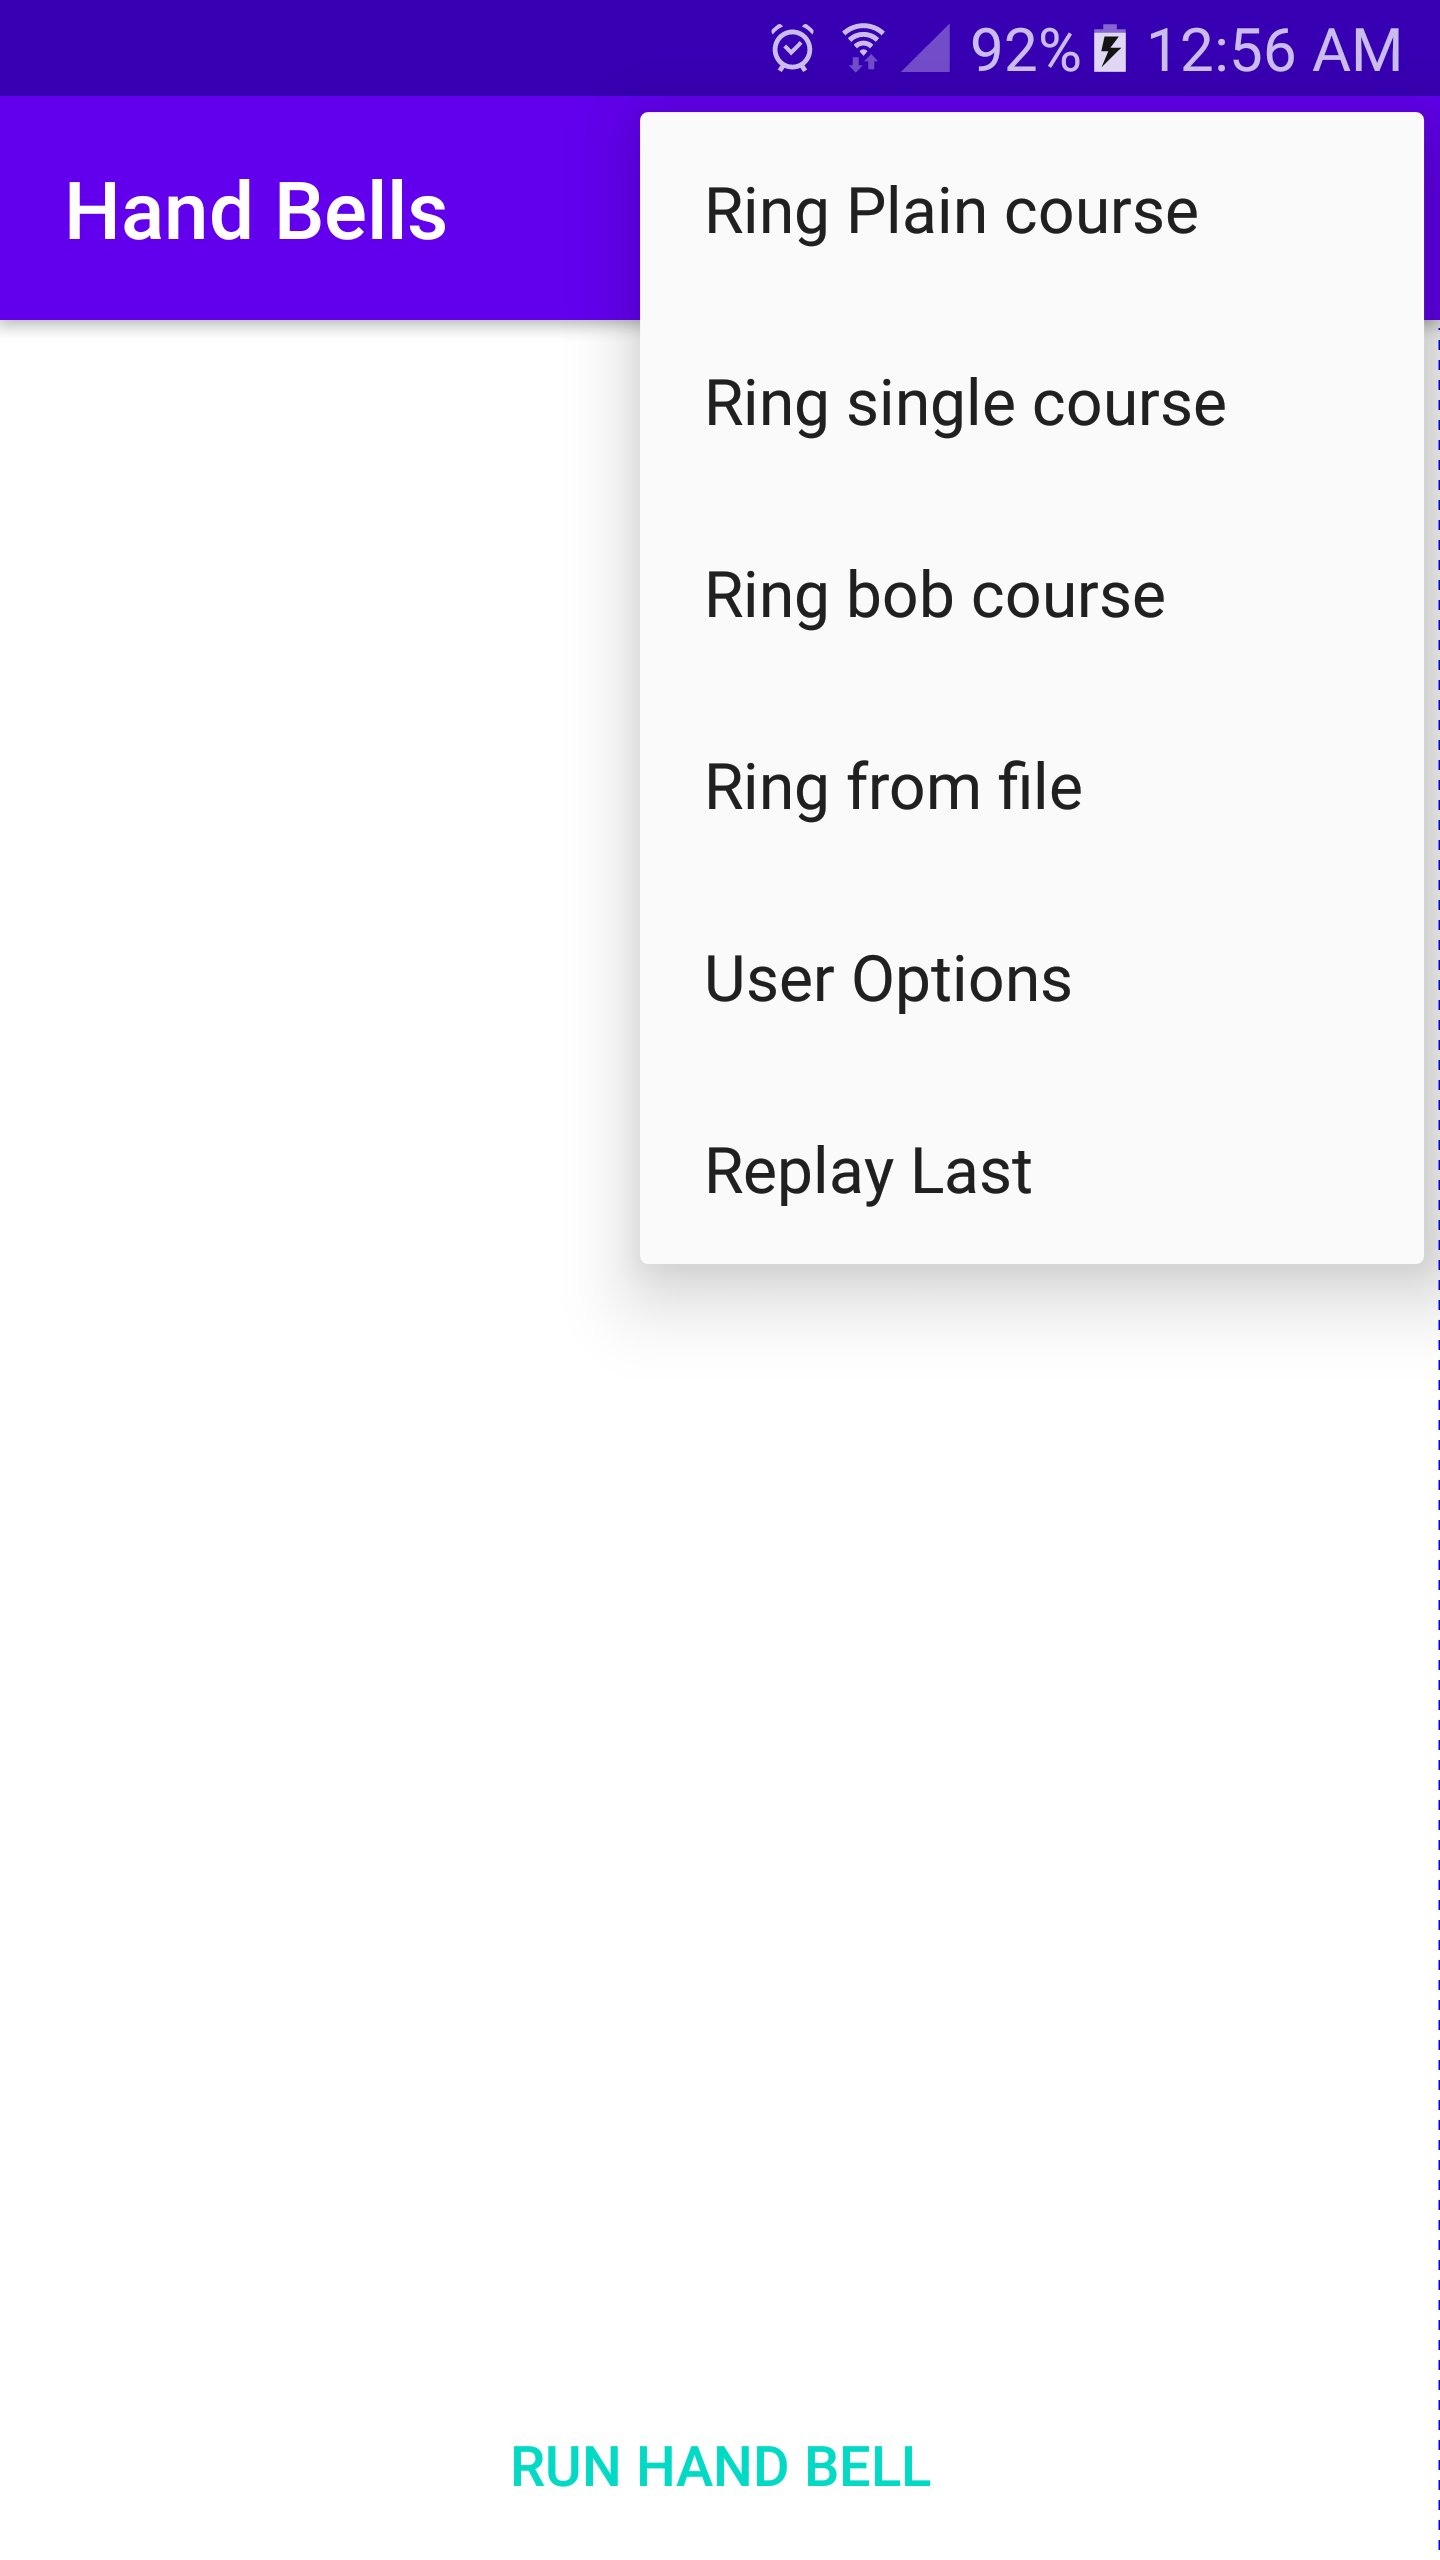 92% 12:56 AM
Hand Bells
Ring Plain course
Ring single course
Ring bob course
Ring from file
User Options
Replay Last
RUN HAND BELL